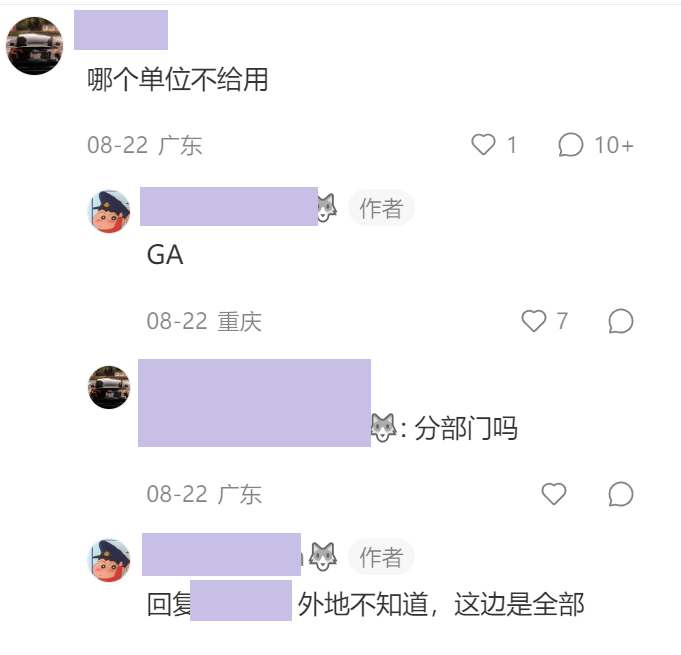 哪个单位不给用
08-22 广东
1
10+
作者
GA
08-22 重庆
7
: 分部门吗
08-22 广东
作者
回复 外地不知道，这边是全部